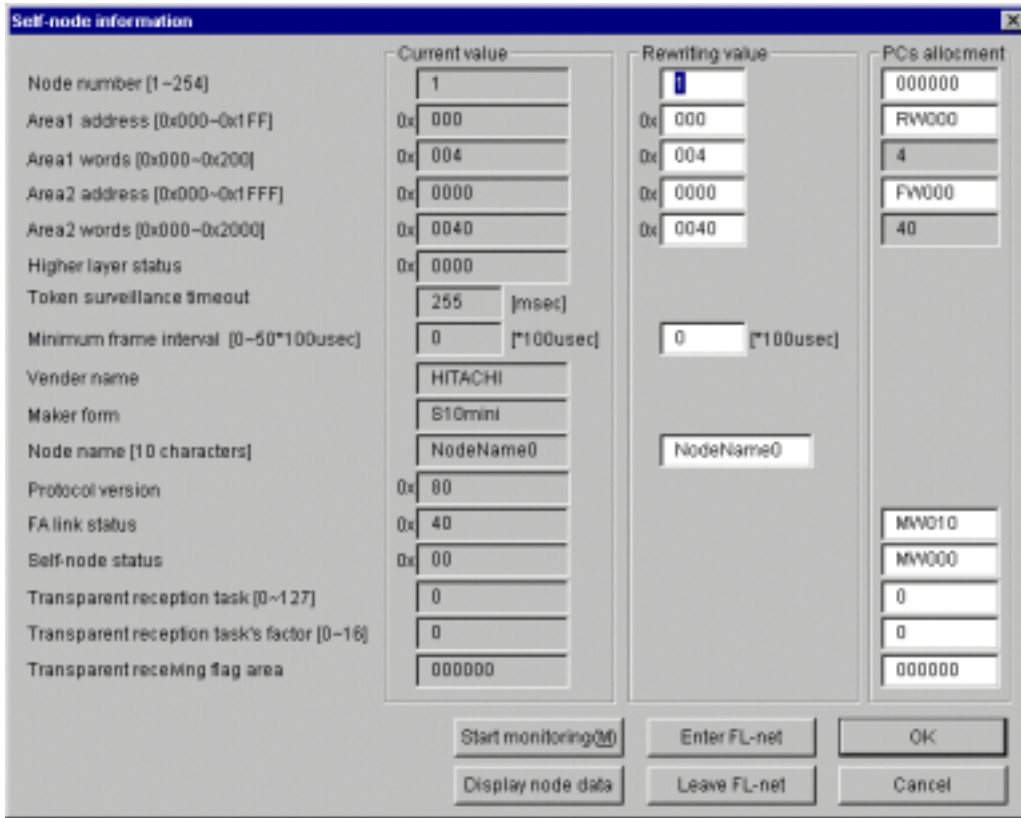 Self-node information
Current value Rewriting value PCs allocment
Node number [1~254] 1 1 000000
Area1 address [0x000~0x1FF] 0x 000 0x 000 RW000
Area1 words [0x000~0x200] 0x 004 0x 004 4
Area2 address [0x000~0x1FFF] 0x 0000 0x 0000 FW000
Area2 words [0x000~0x2000] 0x 0040 0x 0040 40
Higher layer status 0x 0000
Token surveillance timeout 255 [msec]
Minimum frame interval [0~50*100usec] 0 [*100usec] 0 [*100usec]
Vender name HITACHI
Maker form S10mini
Node name [10 characters] NodeName0 NodeName0
Protocol version 0x 80
FA link status 0x 40 MW010
Self-node status 0x 00 MW000
Transparent reception task [0~127] 0 0
Transparent reception task's factor [0~16] 0 0
Transparent receiving flag area 000000 000000
Start monitoring(M) Enter FL-net OK
Display node data Leave FL-net Cancel